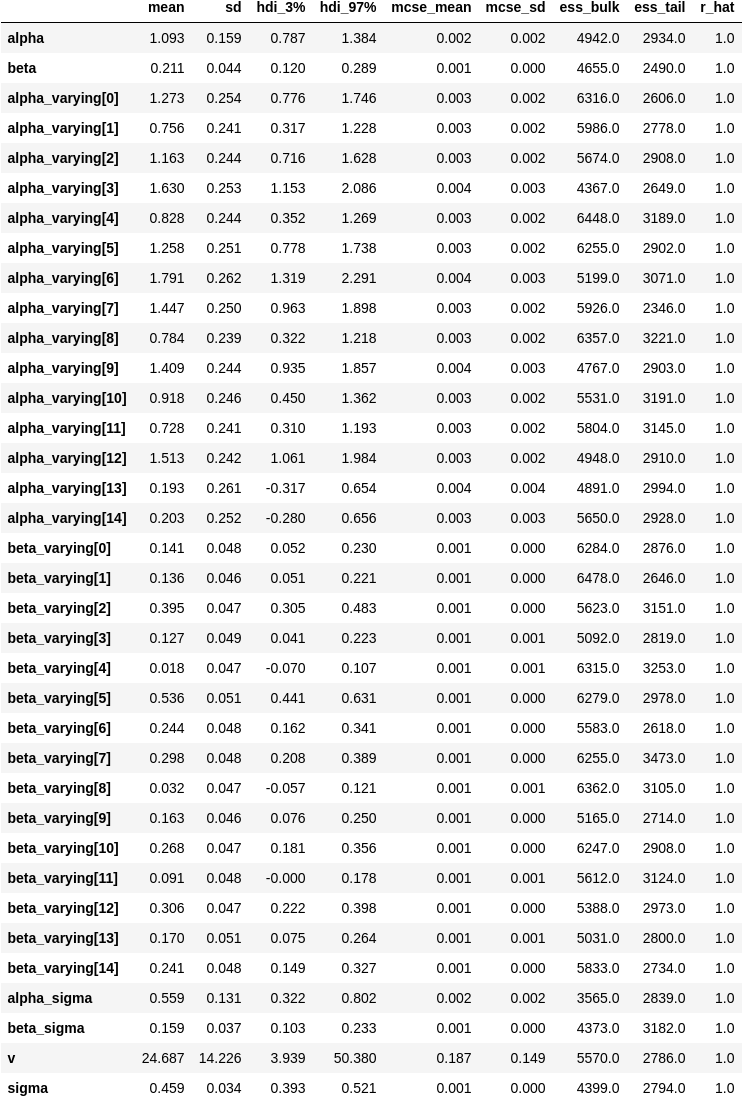 mean sd hdi_3% hdi_97% mcse_mean mcse_sd ess_bulk ess_tail r_hat
alpha 1.093 0.159 0.787 1.384 0.002 0.002 4942.0 2934.0 1.0
beta 0.211 0.044 0.120 0.289 0.001 0.000 4655.0 2490.0 1.0
alpha_varying[0] 1.273 0.254 0.776 1.746 0.003 0.002 6316.0 2606.0 1.0
alpha_varying[1] 0.756 0.241 0.317 1.228 0.003 0.002 5986.0 2778.0 1.0
alpha_varying[2] 1.163 0.244 0.716 1.628 0.003 0.002 5674.0 2908.0 1.0
alpha_varying[3] 1.630 0.253 1.153 2.086 0.004 0.003 4367.0 2649.0 1.0
alpha_varying[4] 0.828 0.244 0.352 1.269 0.003 0.002 6448.0 3189.0 1.0
alpha_varying[5] 1.258 0.251 0.778 1.738 0.003 0.002 6255.0 2902.0 1.0
alpha_varying[6] 1.791 0.262 1.319 2.291 0.004 0.003 5199.0 3071.0 1.0
alpha_varying[7] 1.447 0.250 0.963 1.898 0.003 0.002 5926.0 2346.0 1.0
alpha_varying[8] 0.784 0.239 0.322 1.218 0.003 0.002 6357.0 3221.0 1.0
alpha_varying[9] 1.409 0.244 0.935 1.857 0.004 0.003 4767.0 2903.0 1.0
alpha_varying[10] 0.918 0.246 0.450 1.362 0.003 0.002 5531.0 3191.0 1.0
alpha_varying[11] 0.728 0.241 0.310 1.193 0.003 0.002 5804.0 3145.0 1.0
alpha_varying[12] 1.513 0.242 1.061 1.984 0.003 0.002 4948.0 2910.0 1.0
alpha_varying[13] 0.193 0.261 -0.317 0.654 0.004 0.004 4891.0 2994.0 1.0
alpha_varying[14] 0.203 0.252 -0.280 0.656 0.003 0.003 5650.0 2928.0 1.0
beta_varying[0] 0.141 0.048 0.052 0.230 0.001 0.000 6284.0 2876.0 1.0
beta_varying[1] 0.136 0.046 0.051 0.221 0.001 0.000 6478.0 2646.0 1.0
beta_varying[2] 0.395 0.047 0.305 0.483 0.001 0.000 5623.0 3151.0 1.0
beta_varying[3] 0.127 0.049 0.041 0.223 0.001 0.001 5092.0 2819.0 1.0
beta_varying[4] 0.018 0.047 -0.070 0.107 0.001 0.001 6315.0 3253.0 1.0
beta_varying[5] 0.536 0.051 0.441 0.631 0.001 0.000 6279.0 2978.0 1.0
beta_varying[6] 0.244 0.048 0.162 0.341 0.001 0.000 5583.0 2618.0 1.0
beta_varying[7] 0.298 0.048 0.208 0.389 0.001 0.000 6255.0 3473.0 1.0
beta_varying[8] 0.032 0.047 -0.057 0.121 0.001 0.001 6362.0 3105.0 1.0
beta_varying[9] 0.163 0.046 0.076 0.250 0.001 0.000 5165.0 2714.0 1.0
beta_varying[10] 0.268 0.047 0.181 0.356 0.001 0.000 6247.0 2908.0 1.0
beta_varying[11] 0.091 0.048 -0.000 0.178 0.001 0.001 5612.0 3124.0 1.0
beta_varying[12] 0.306 0.047 0.222 0.398 0.001 0.000 5388.0 2973.0 1.0
beta_varying[13] 0.170 0.051 0.075 0.264 0.001 0.001 5031.0 2800.0 1.0
beta_varying[14] 0.241 0.048 0.149 0.327 0.001 0.000 5833.0 2734.0 1.0
alpha_sigma 0.559 0.131 0.322 0.802 0.002 0.002 3565.0 2839.0 1.0
beta_sigma 0.159 0.037 0.103 0.233 0.001 0.000 4373.0 3182.0 1.0
v 24.687 14.226 3.939 50.380 0.187 0.149 5570.0 2786.0 1.0
sigma 0.459 0.034 0.393 0.521 0.001 0.000 4399.0 2794.0 1.0